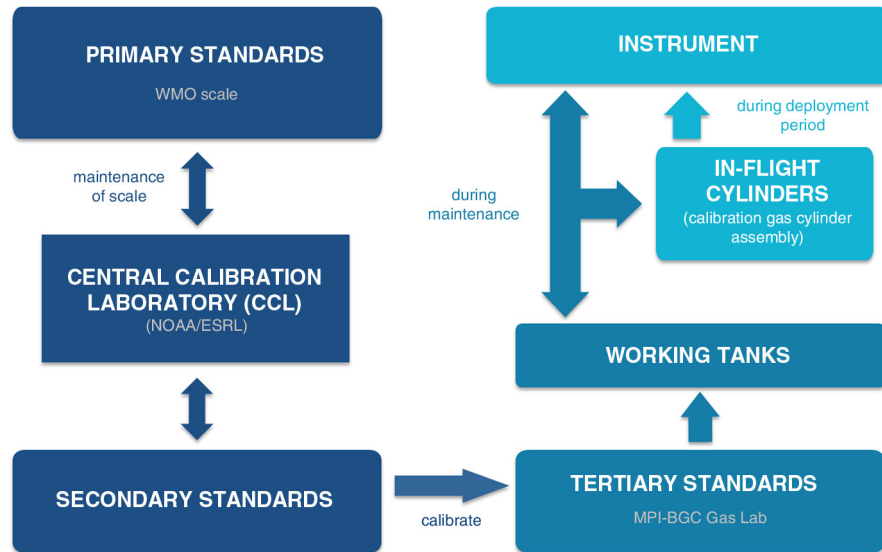 PRIMARY STANDARDS
WMO scale
maintenance
of scale
CENTRAL CALIBRATION
LABORATORY (CCL)
(NOAA/ESRL)
SECONDARY STANDARDS
calibrate
INSTRUMENT
during deployment
period
IN-FLIGHT
CYLINDERS
(calibration gas cylinder
assembly)
during
maintenance
WORKING TANKS
TERTIARY STANDARDS
MPI-BGC Gas Lab